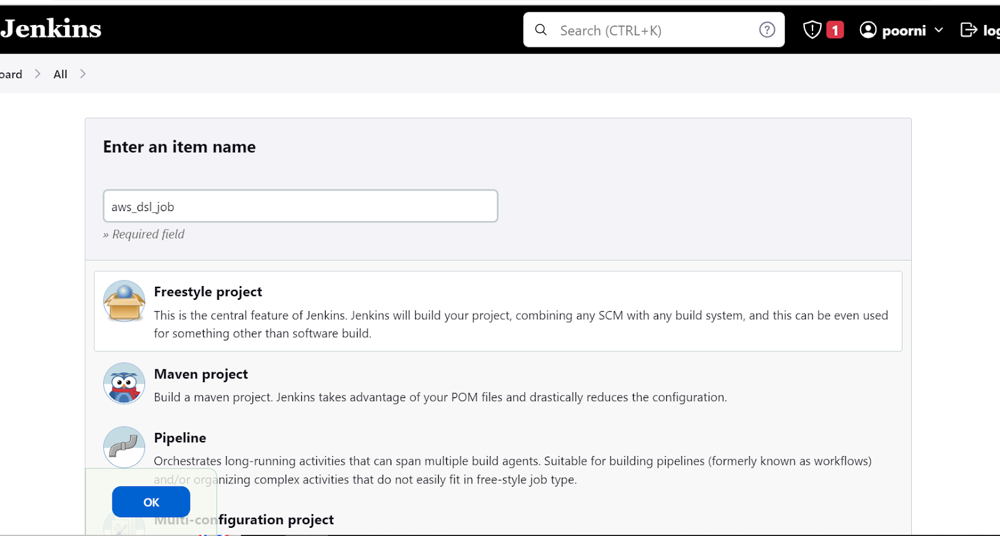 Jenkins
Search (CTRL+K)
1
poorni
All
Enter an item name
aws_dsl_job
» Required field
Freestyle project
This is the central feature of Jenkins. Jenkins will build your project, combining any SCM with any build system, and this can be even used
for something other than software build.
Maven project
Build a maven project. Jenkins takes advantage of your POM files and drastically reduces the configuration.
Pipeline
Orchestrates long-running activities that can span multiple build agents. Suitable for building pipelines (formerly known as workflows)
and/or organizing complex activities that do not easily fit in free-style job type.
OK
Multi-configuration project